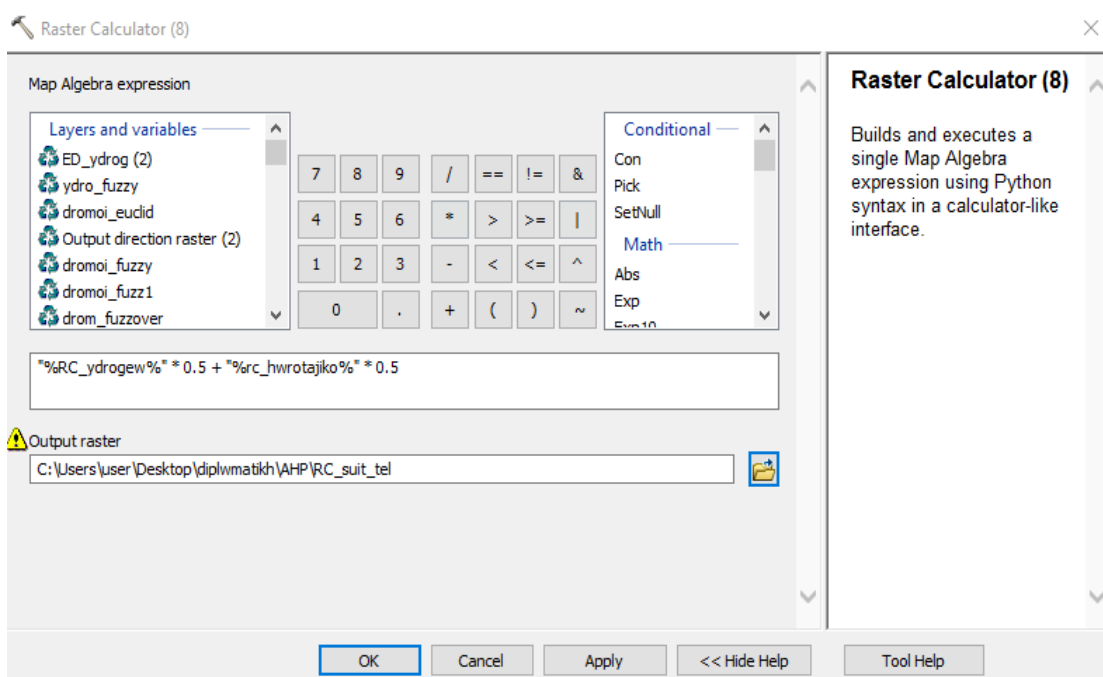 Raster Calculator (8)
Map Algebra expression
Layers and variables
ED_ydrog (2)
ydro_fuzzy
dromoi_euclid
Output direction raster (2)
dromoi_fuzzy
dromoi_fuzz1
drom_fuzzover
7 8 9 / == != &
4 5 6 * > >= |
1 2 3 - < <= ^
0 . + ( ) ~
Conditional
Con
Pick
SetNull
Math
Abs
Exp
Exp10
"%RC_ydrogew%" * 0.5 + "%rc_hwrotajiko%" * 0.5
Output raster
C:\Users\user\Desktop\diplwmatikh\AHP\RC_suit_tel
OK Cancel Apply << Hide Help Tool Help
Raster Calculator (8)
Builds and executes a
single Map Algebra
expression using Python
syntax in a calculator-like
interface.